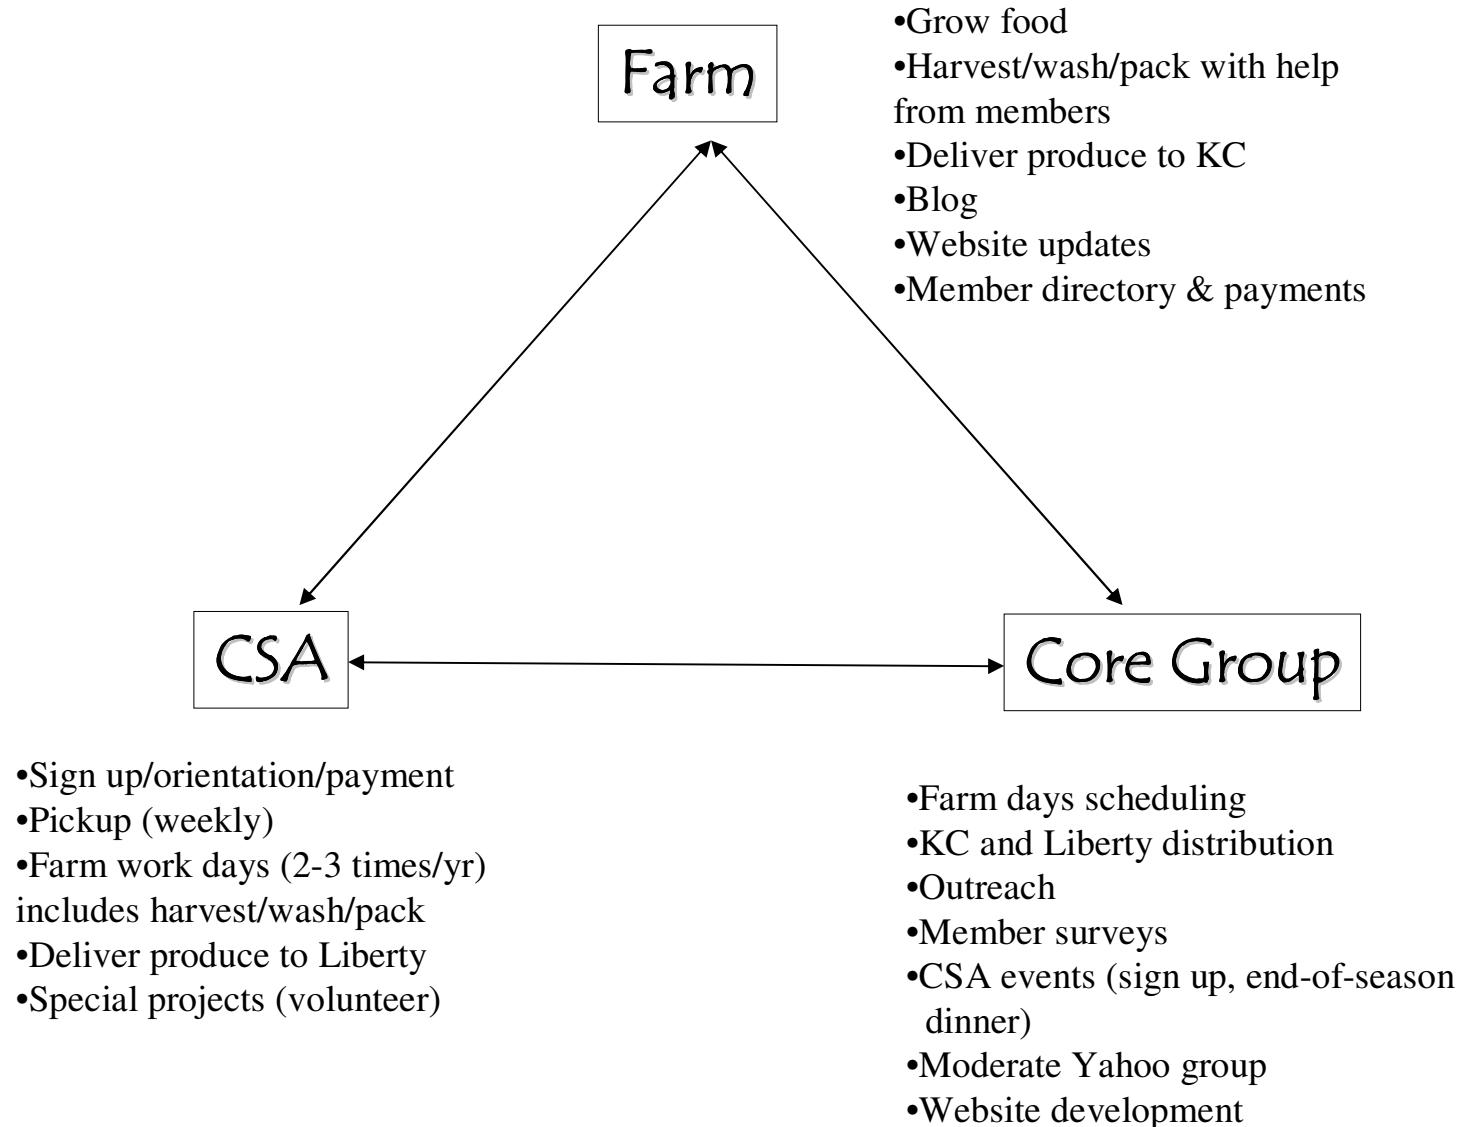 Farm
•Grow food
•Harvest/wash/pack with help
from members
•Deliver produce to KC
•Blog
•Website updates
•Member directory & payments
CSA
•Sign up/orientation/payment
•Pickup (weekly)
•Farm work days (2-3 times/yr)
includes harvest/wash/pack
•Deliver produce to Liberty
•Special projects (volunteer)
Core Group
•Farm days scheduling
•KC and Liberty distribution
•Outreach
•Member surveys
•CSA events (sign up, end-of-season
dinner)
•Moderate Yahoo group
•Website development